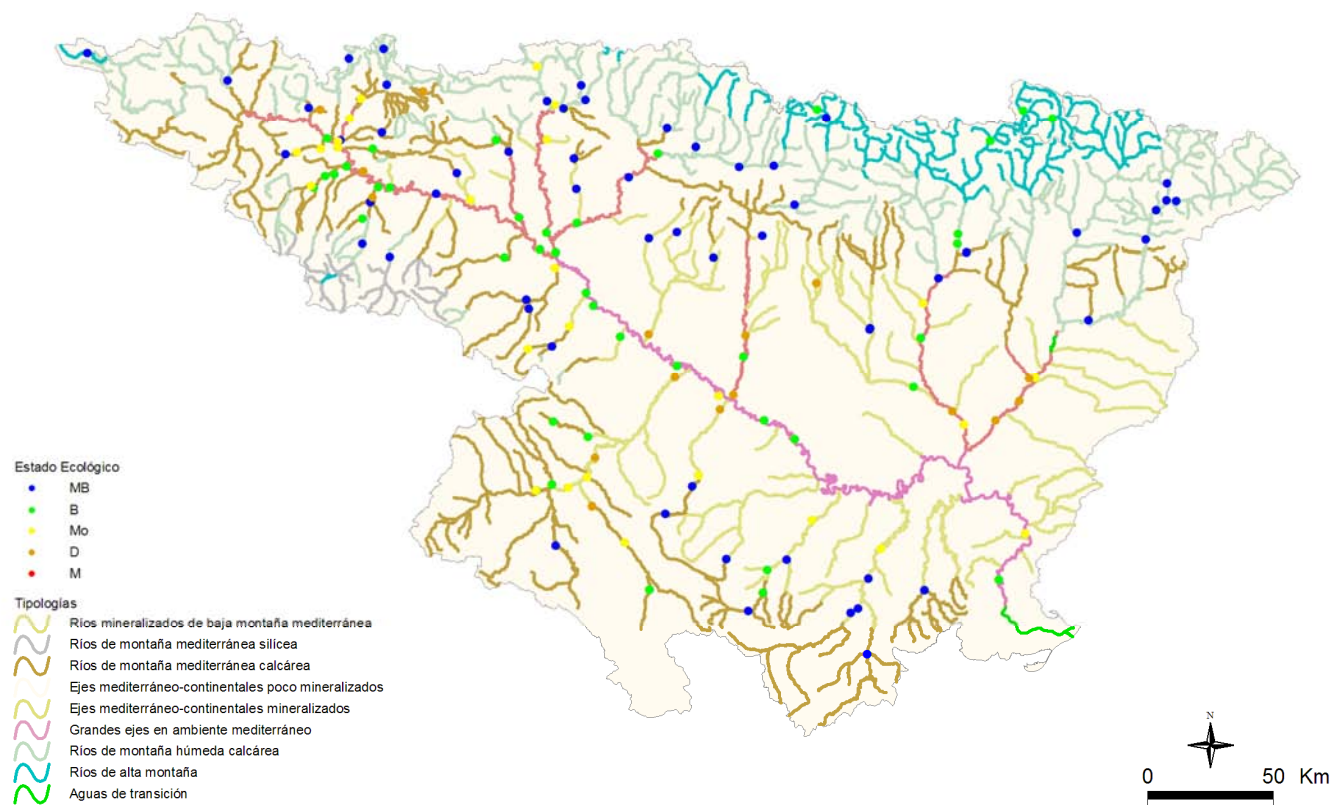 Estado Ecológico
MB
B
Mo
D
M
Tipologías
Ríos mineralizados de baja montaña mediterránea
Ríos de montaña mediterránea silícea
Ríos de montaña mediterránea calcárea
Ejes mediterráneo-continentales poco mineralizados
Ejes mediterráneo-continentales mineralizados
Grandes ejes en ambiente mediterráneo
Ríos de montaña húmeda calcárea
Ríos de alta montaña
Aguas de transición
N
0 50 Km